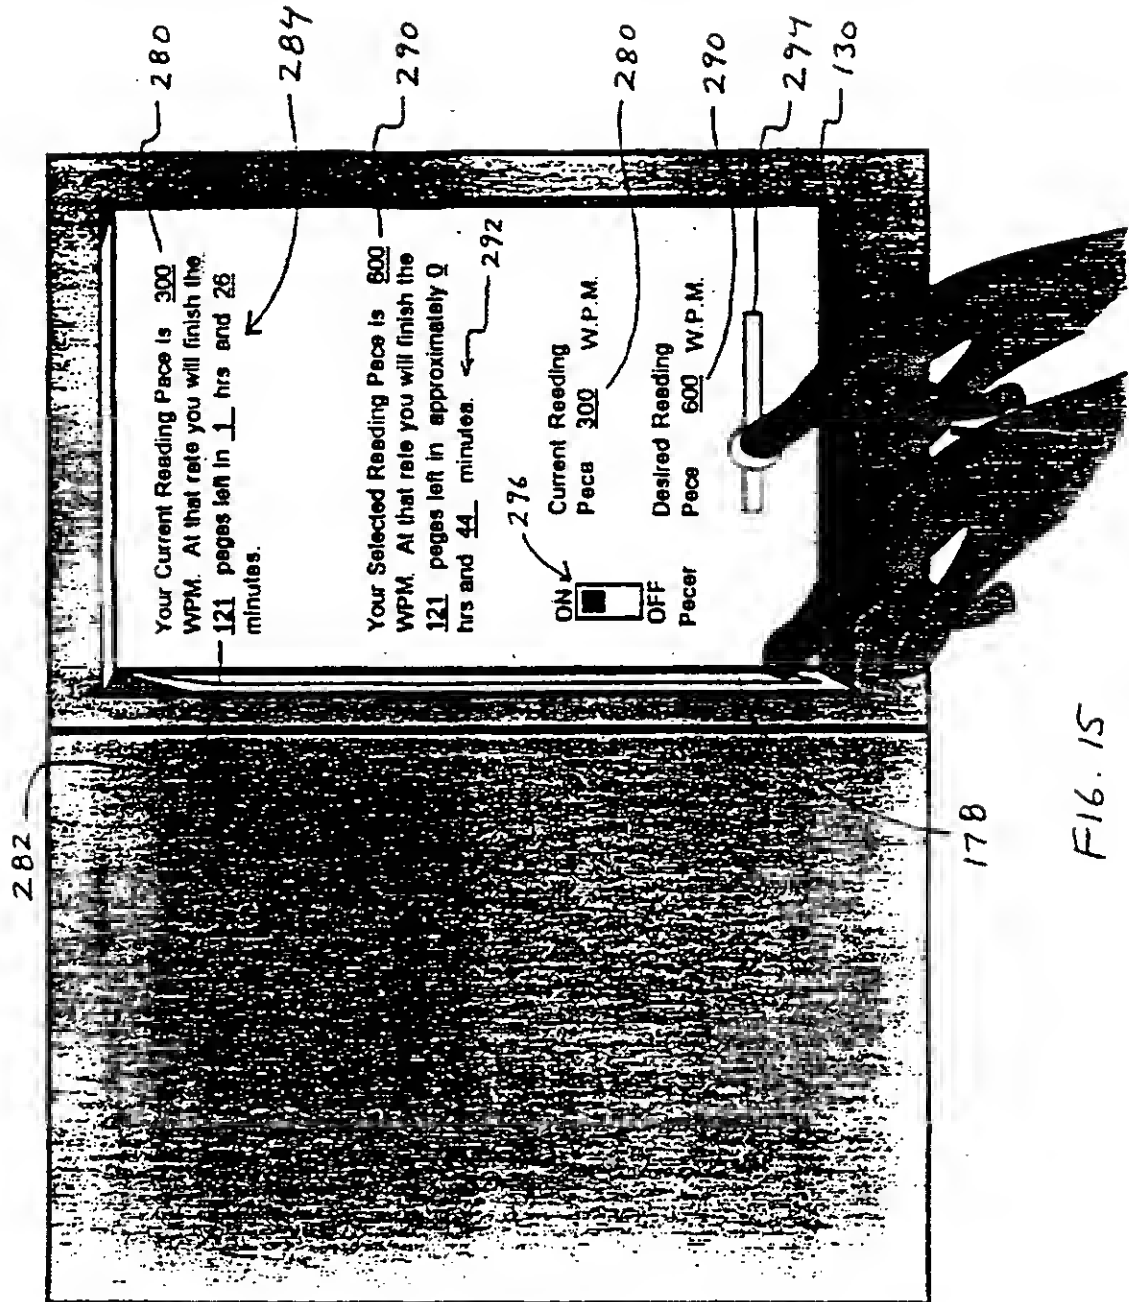 280
Your Current Reading Pace is 300
WPM. At that rate you will finish the
121 pages left in 1 hrs and 26
minutes.
284
290
Your Selected Reading Pace is 600
WPM. At that rate you will finish the
121 pages left in approximately 0
hrs and 44 minutes.
292
276
ON
OFF
Pacer
Current Reading
Pace 300 W.P.M.
280
Desired Reading
Pace 600 W.P.M.
290
294
130
282
178
FIG. 15